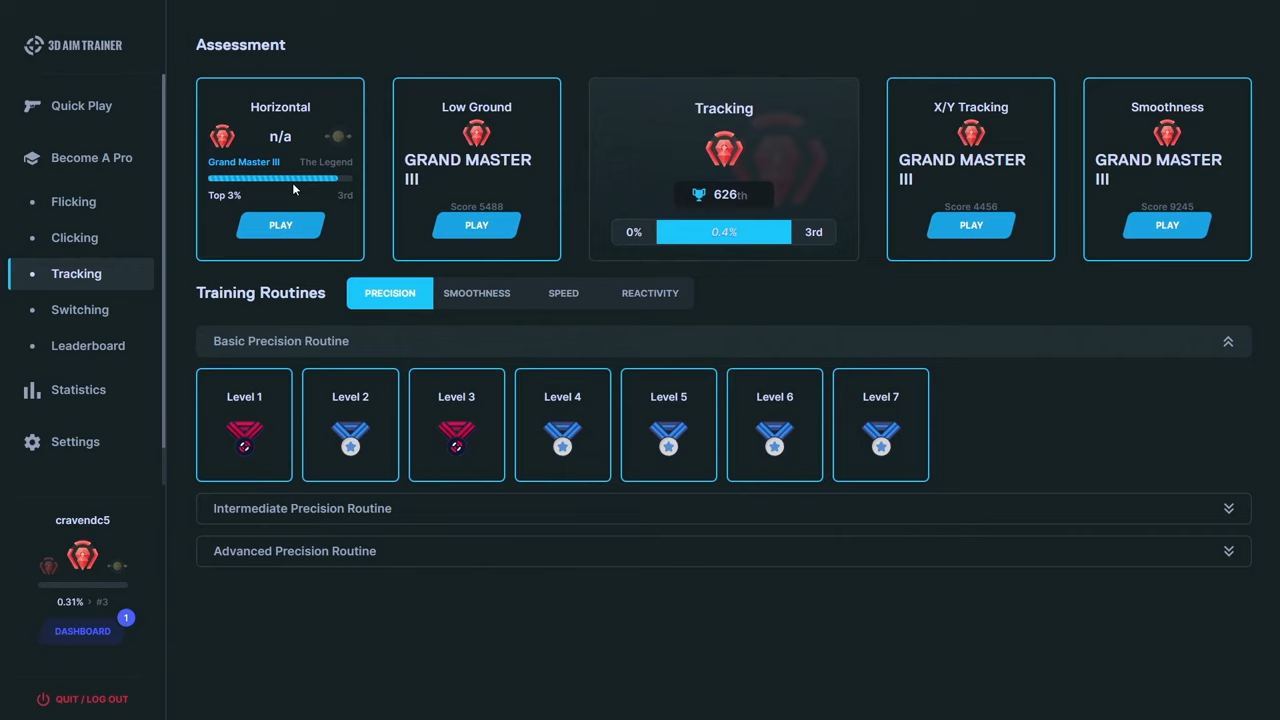 3D AIM TRAINER
Quick Play
Become A Pro
Flicking
Clicking
Tracking
Switching
Leaderboard
Statistics
Settings
cravendc5
0.31% > #3
1
DASHBOARD
QUIT / LOG OUT
Assessment
Horizontal
n/a
Grand Master III The Legend
Top 3% 3rd
PLAY
Low Ground
GRAND MASTER
III
Score 5488
PLAY
Tracking
626th
0% 0.4% 3rd
X/Y Tracking
GRAND MASTER
III
Score 4456
PLAY
Smoothness
GRAND MASTER
III
Score 9245
PLAY
Training Routines PRECISION SMOOTHNESS SPEED REACTIVITY
Basic Precision Routine
Level 1 Level 2 Level 3 Level 4 Level 5 Level 6 Level 7
Intermediate Precision Routine
Advanced Precision Routine